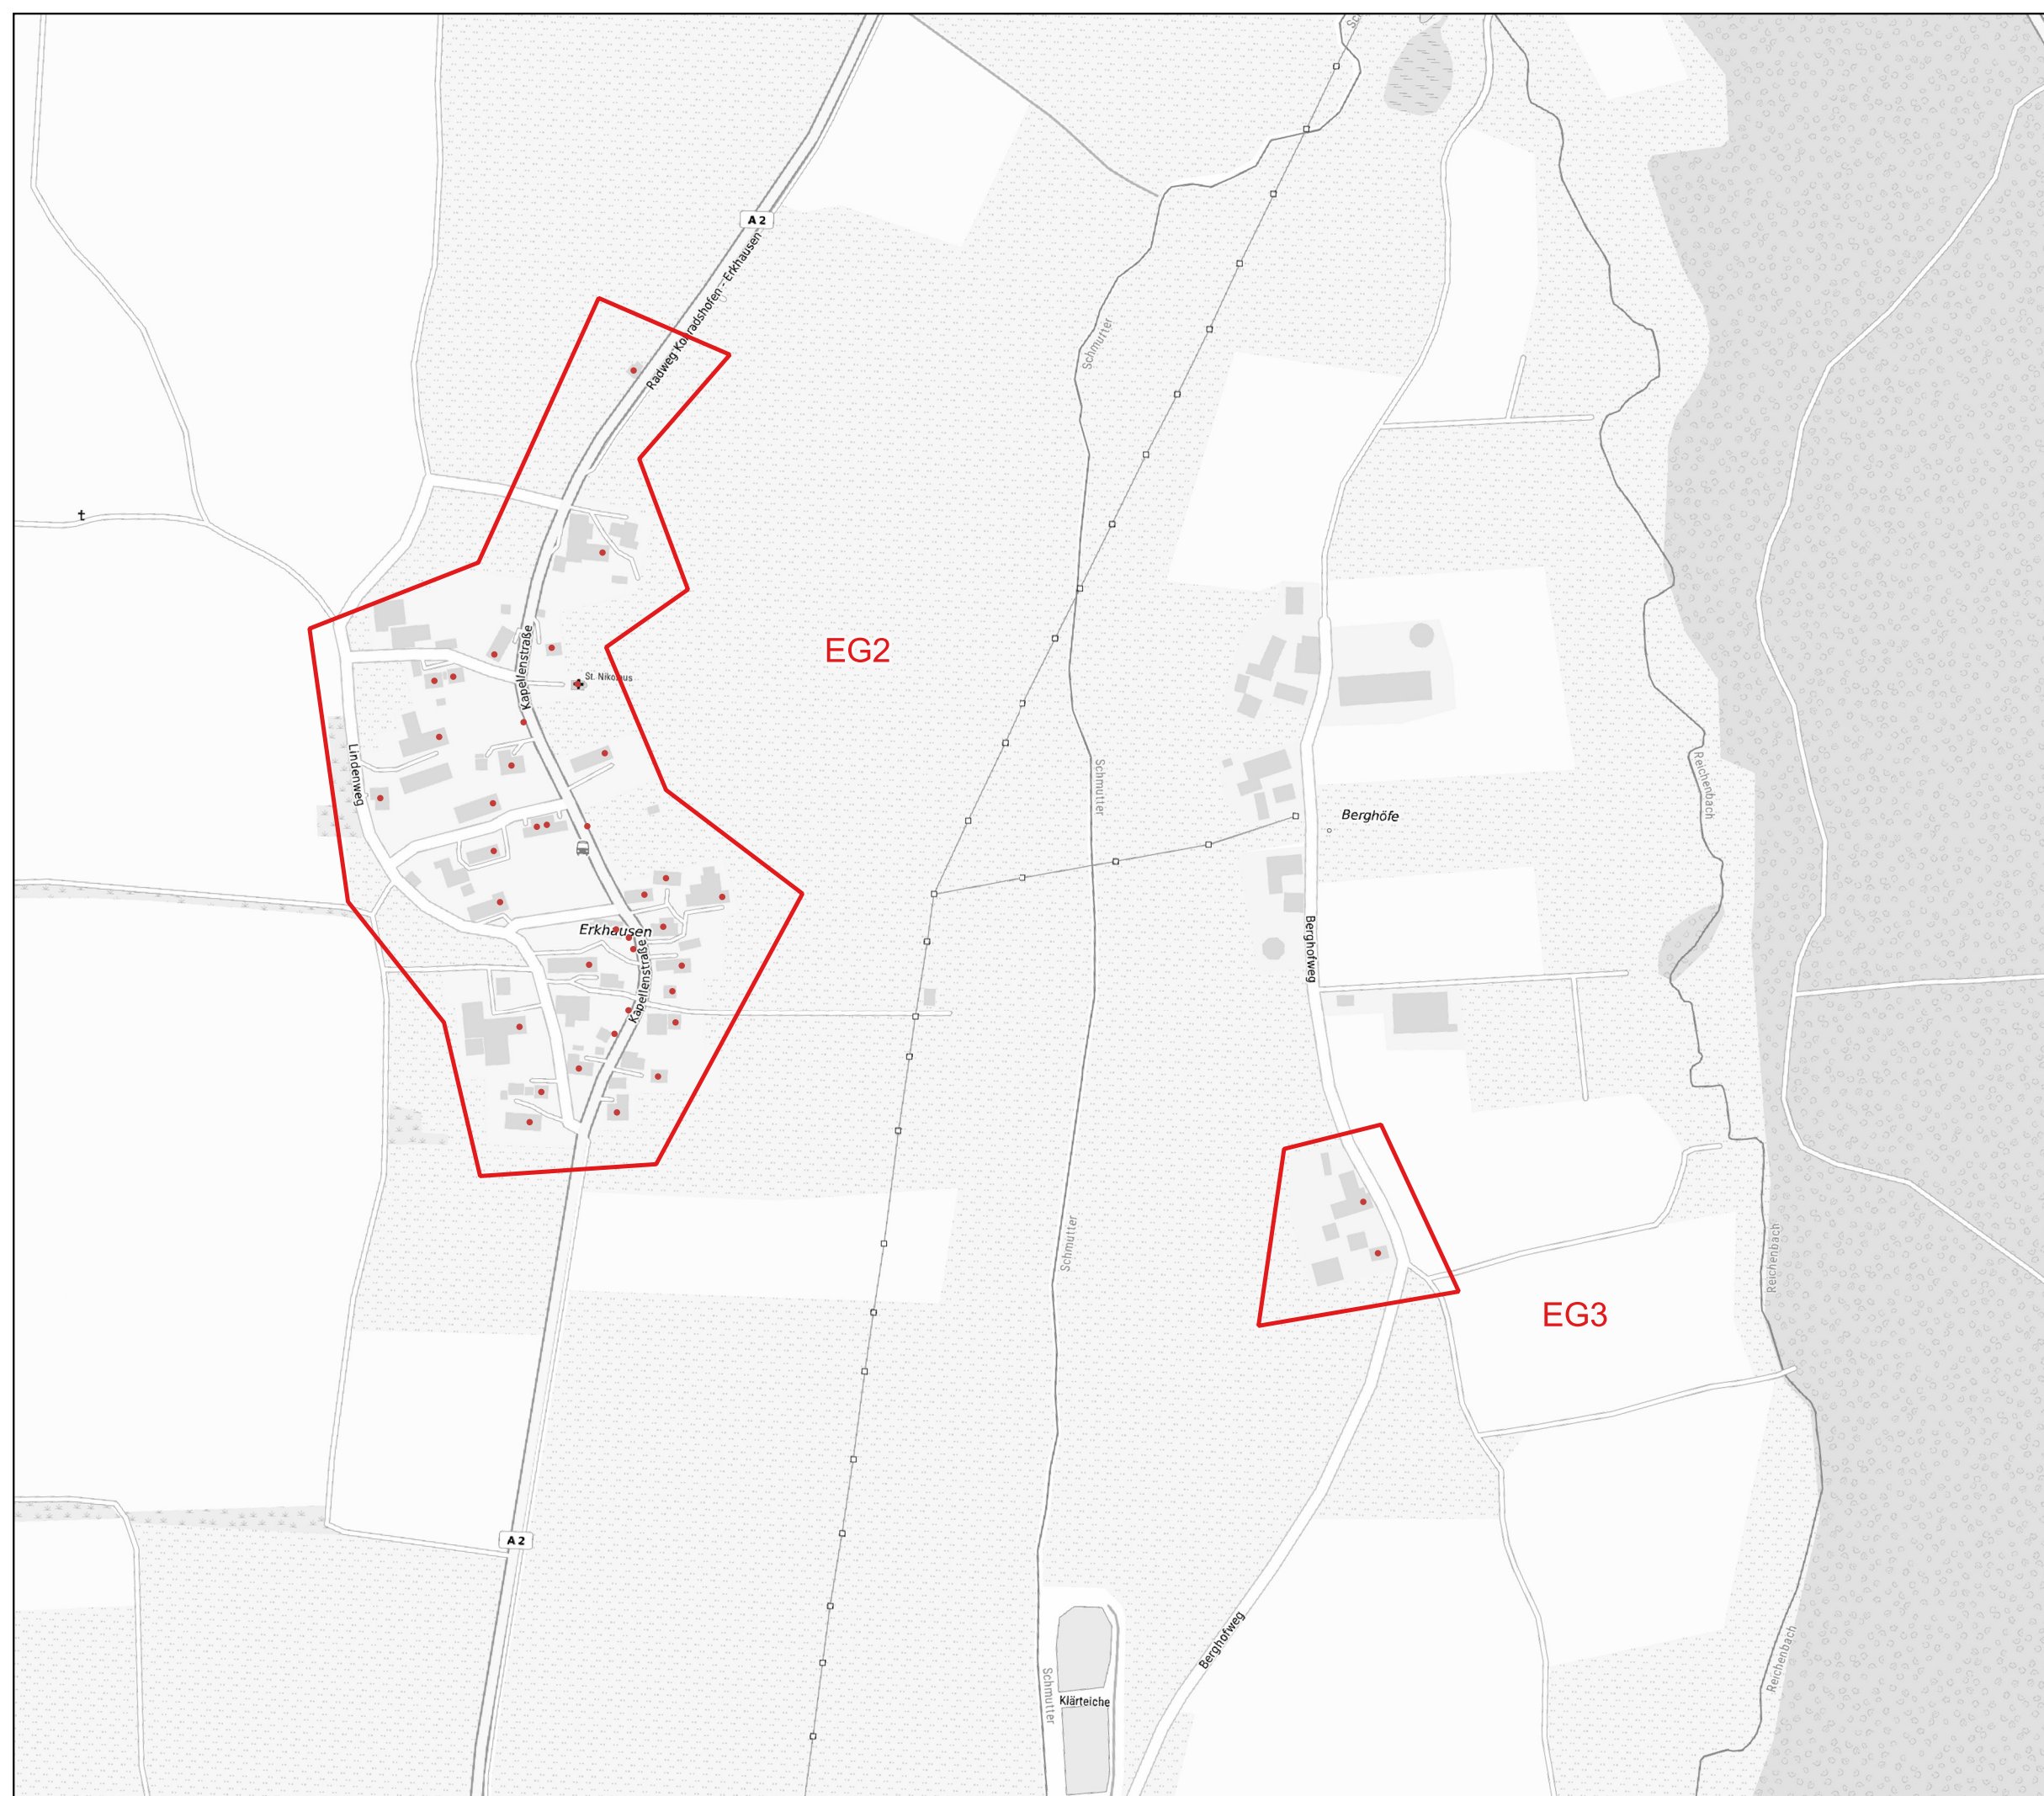 A 2
Radweg Konradshofen - Erkhausen
Schmutter
EG2
Kapellenstraße
St. Nikolaus
Lindenweg
Schmutter
Reichenbach
Berghöfe
Erkhausen
Kapellenstraße
Berghofweg
Schmutter
Reichenbach
EG3
A 2
Berghofweg
Reichenbach
Schmutter
Klärteiche